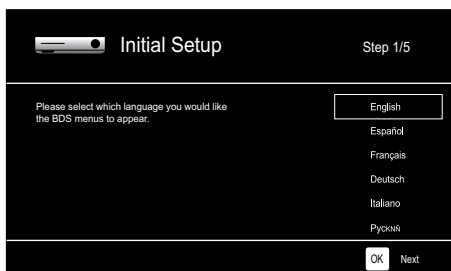 Initial Setup
Step 1/5
Please select which language you would like
the BDS menus to appear.
English
Español
Français
Deutsch
Italiano
Русский
OK Next